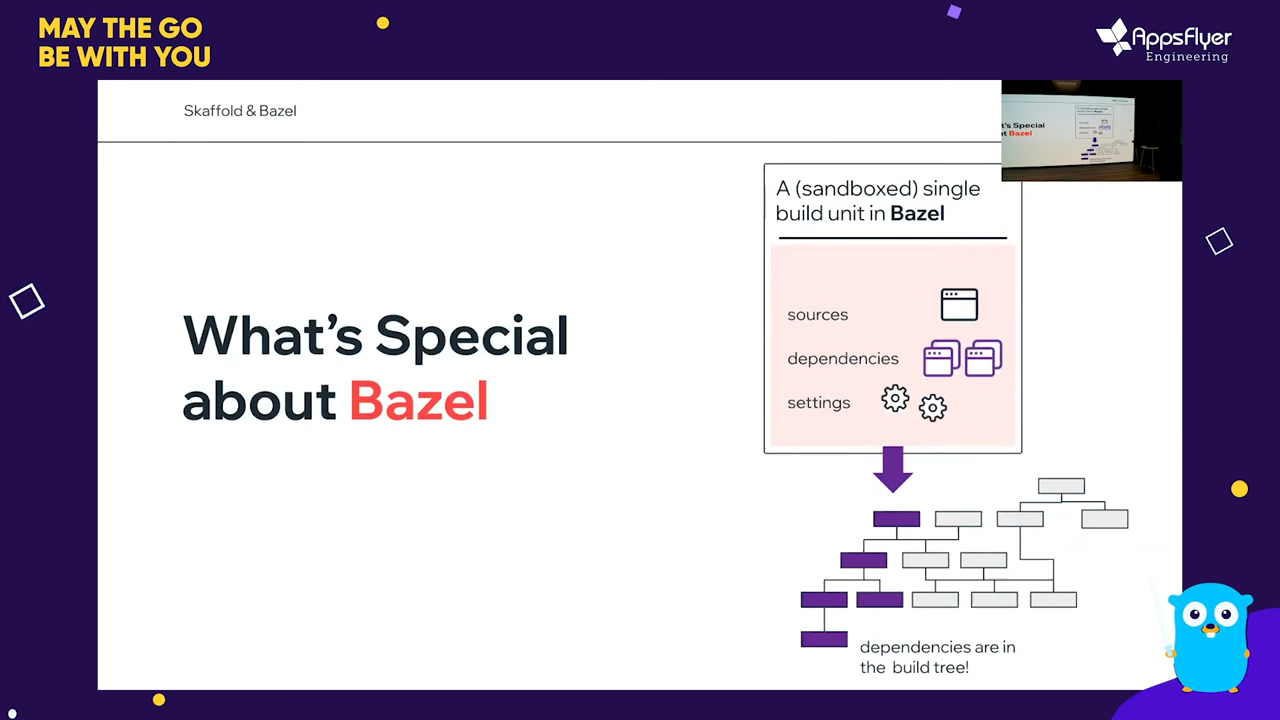 MAY THE GO
BE WITH YOU
AppsFlyer
Engineering
Skaffold & Bazel
What's Special
about Bazel
A (sandboxed) single
build unit in Bazel
sources
dependencies
settings
dependencies are in
the build tree!